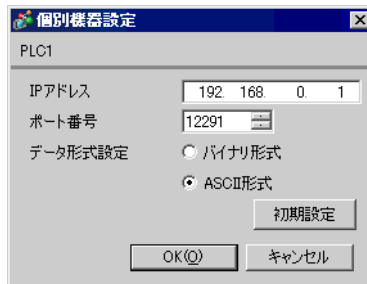 個別機器設定
PLC1
IPアドレス 192. 168. 0. 1
ポート番号 12291
データ形式設定 バイナリ形式
ASCII形式
初期設定
OK(O) キャンセル